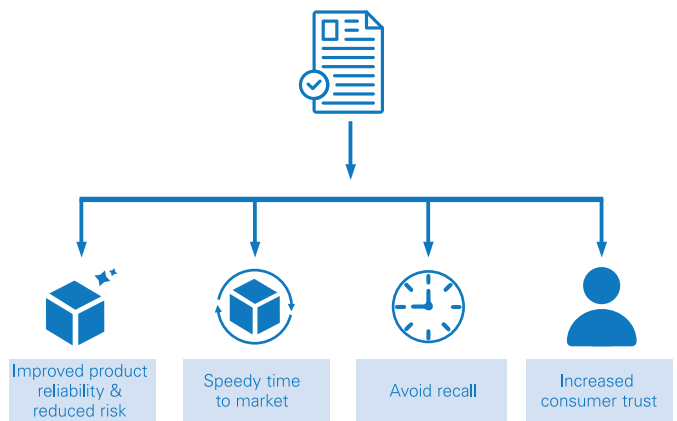 Improved product
reliability &
reduced risk
Speedy time
to market
Avoid recall
Increased
consumer trust